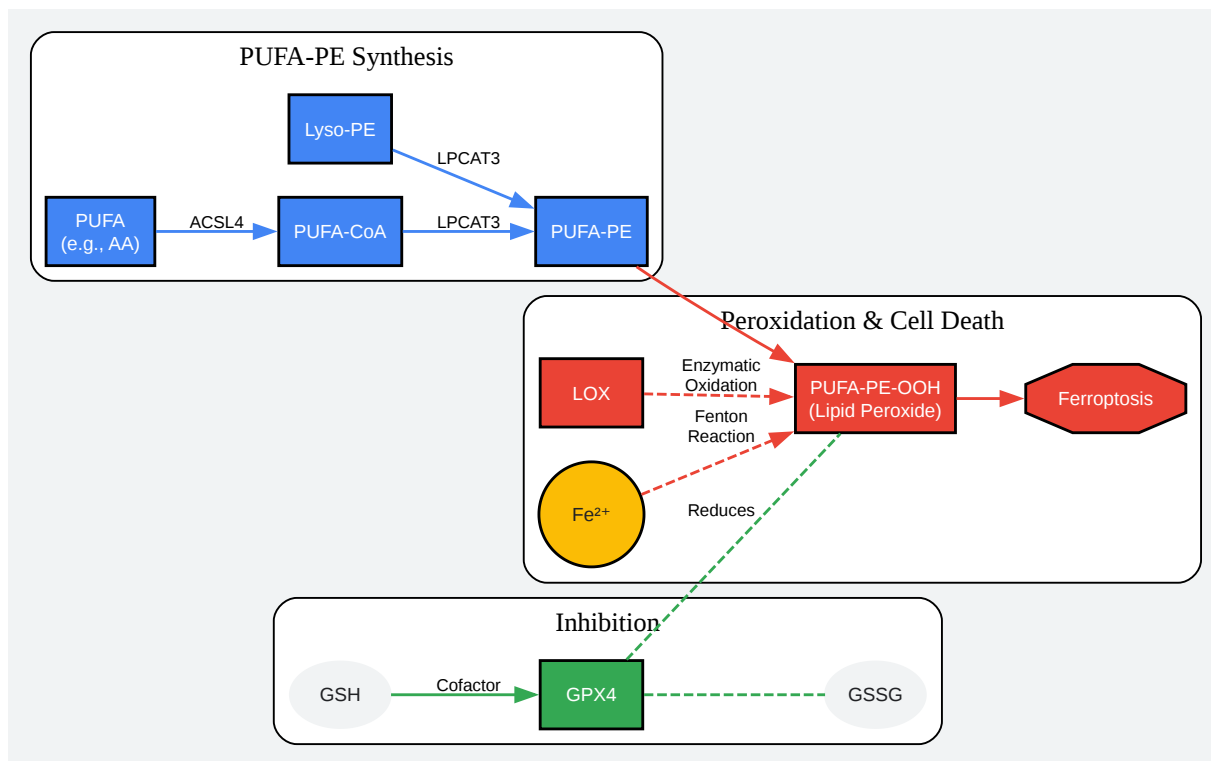 PUFA-PE Synthesis
Lyso-PE
LPCAT3
PUFA
(e.g., AA)
ACSL4
PUFA-CoA
LPCAT3
PUFA-PE
Peroxidation & Cell Death
LOX
Enzymatic
Oxidation
PUFA-PE-OOH
(Lipid Peroxide)
Ferroptosis
Fenton
Reaction
Fe²⁺
Reduces
Inhibition
GSH
Cofactor
GPX4
GSSG